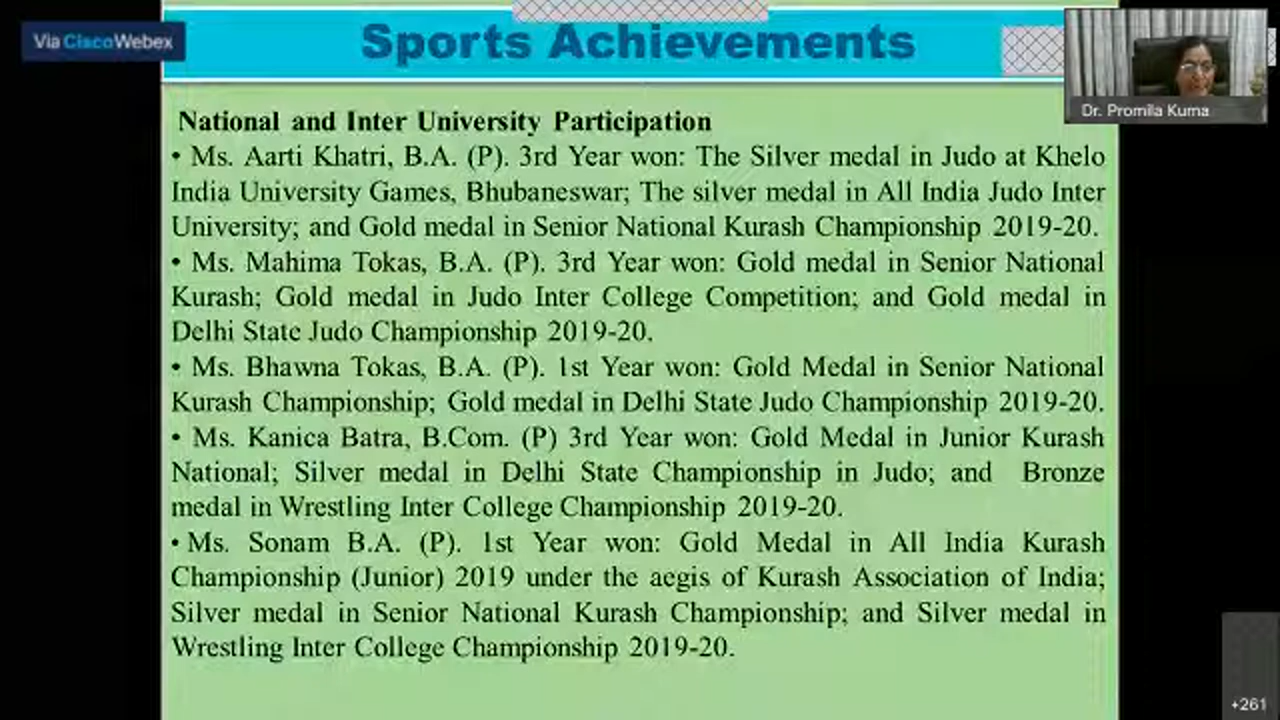 Via CiscoWebex
Sports Achievements
Dr. Promila Kuma
National and Inter University Participation
• Ms. Aarti Khatri, B.A. (P). 3rd Year won: The Silver medal in Judo at Khelo
India University Games, Bhubaneswar; The silver medal in All India Judo Inter
University; and Gold medal in Senior National Kurash Championship 2019-20.
• Ms. Mahima Tokas, B.A. (P). 3rd Year won: Gold medal in Senior National
Kurash; Gold medal in Judo Inter College Competition; and Gold medal in
Delhi State Judo Championship 2019-20.
• Ms. Bhawna Tokas, B.A. (P). 1st Year won: Gold Medal in Senior National
Kurash Championship; Gold medal in Delhi State Judo Championship 2019-20.
• Ms. Kanica Batra, B.Com. (P) 3rd Year won: Gold Medal in Junior Kurash
National; Silver medal in Delhi State Championship in Judo; and Bronze
medal in Wrestling Inter College Championship 2019-20.
• Ms. Sonam B.A. (P). 1st Year won: Gold Medal in All India Kurash
Championship (Junior) 2019 under the aegis of Kurash Association of India;
Silver medal in Senior National Kurash Championship; and Silver medal in
Wrestling Inter College Championship 2019-20.
+261